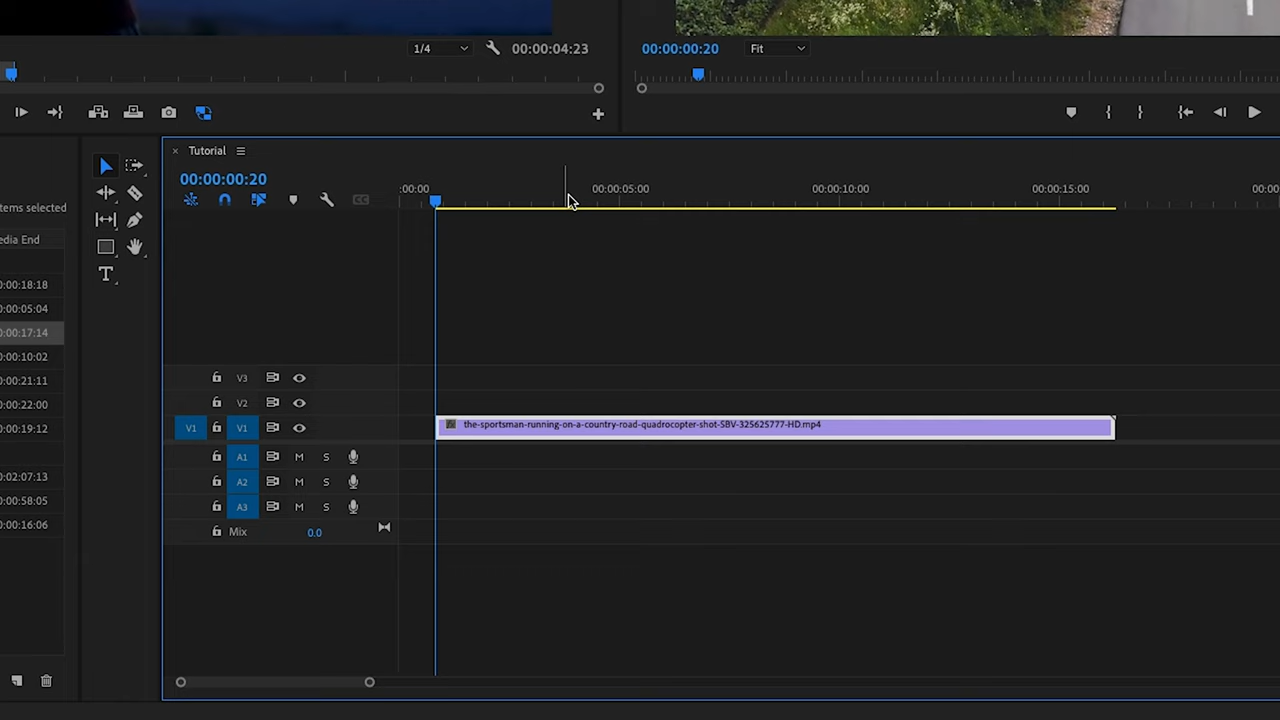 1/4
00:00:04:23
00:00:00:20
Fit
Tutorial
00:00:00:20
:00:00
00:00:05:00
00:00:10:00
00:00:15:00
00:00
tems selected
edia End
0:00:18:18
0:00:05:04
0:00:17:14
0:00:10:02
0:00:21:11
0:00:22:00
0:00:19:12
0:02:07:13
0:00:58:05
0:00:16:06
T
CC
V3
V2
V1 V1
the-sportsman-running-on-a-country-road-quadrocopter-shot-SBV-325625777-HD.mp4
fx
A1 M S
A2 M S
A3 M S
Mix 0.0